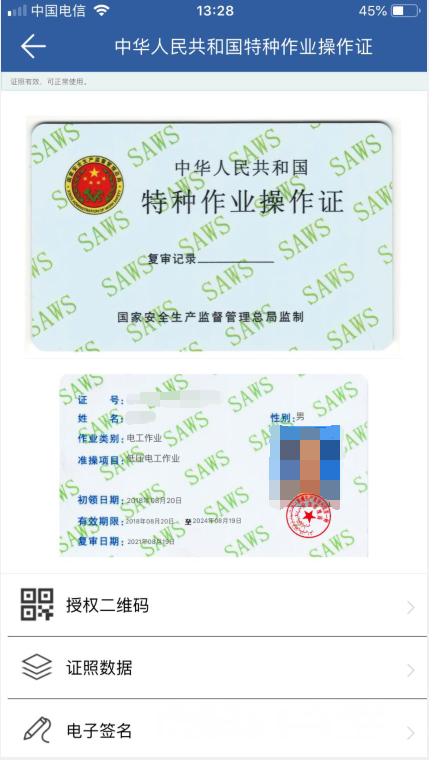 中国电信
13:28
45%
中华人民共和国特种作业操作证
证照有效，可正常使用。
中华人民共和国
特种作业操作证
复审记录
国家安全生产监督管理总局监制
SAWS
证 号:
姓 名:
性别:男
作业类别:电工作业
准操项目:低压电工作业
初领日期:2018年08月20日
有效期限:2018年08月20日 至2024年08月19日
复审日期:2021年08月19日
授权二维码
证照数据
电子签名